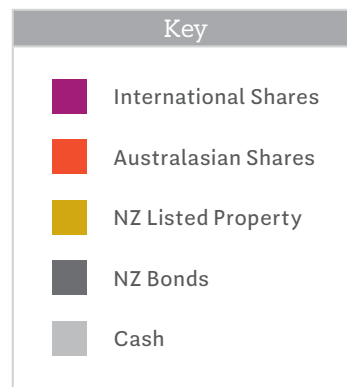 Key
International Shares
Australasian Shares
NZ Listed Property
NZ Bonds
Cash